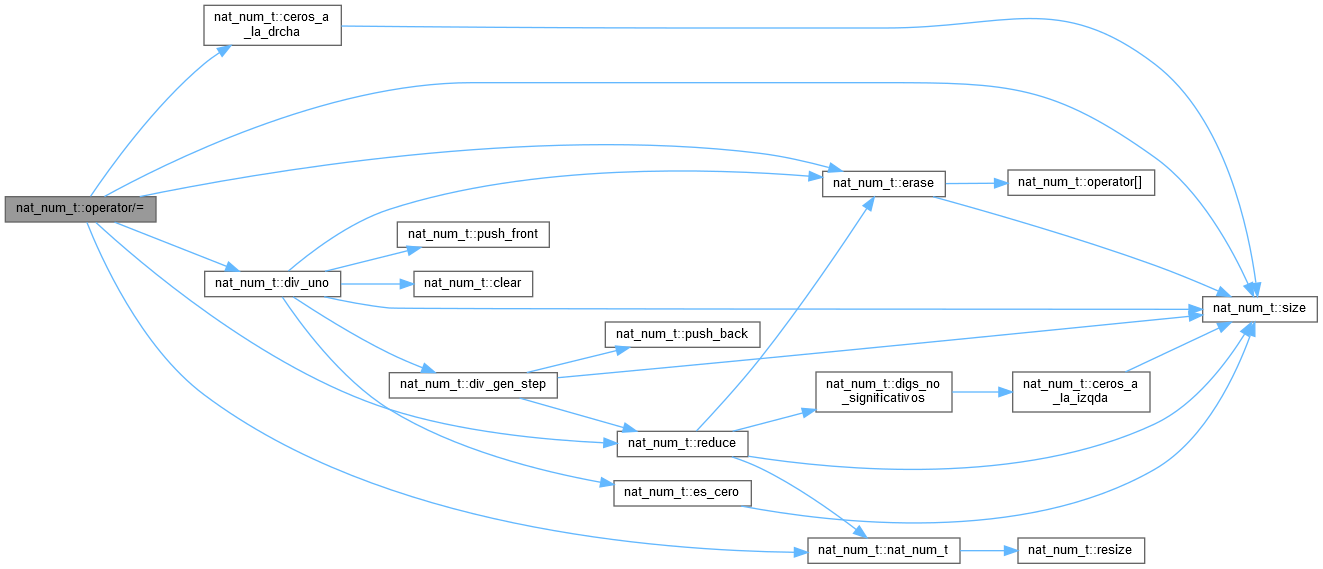 nat_num_t::ceros_a
_la_drcha
nat_num_t::operator/=
nat_num_t::erase
nat_num_t::operator[]
nat_num_t::push_front
nat_num_t::div_uno
nat_num_t::clear
nat_num_t::size
nat_num_t::push_back
nat_num_t::div_gen_step
nat_num_t::digs_no
_significativos
nat_num_t::ceros_a
_la_izqda
nat_num_t::reduce
nat_num_t::es_cero
nat_num_t::nat_num_t
nat_num_t::resize